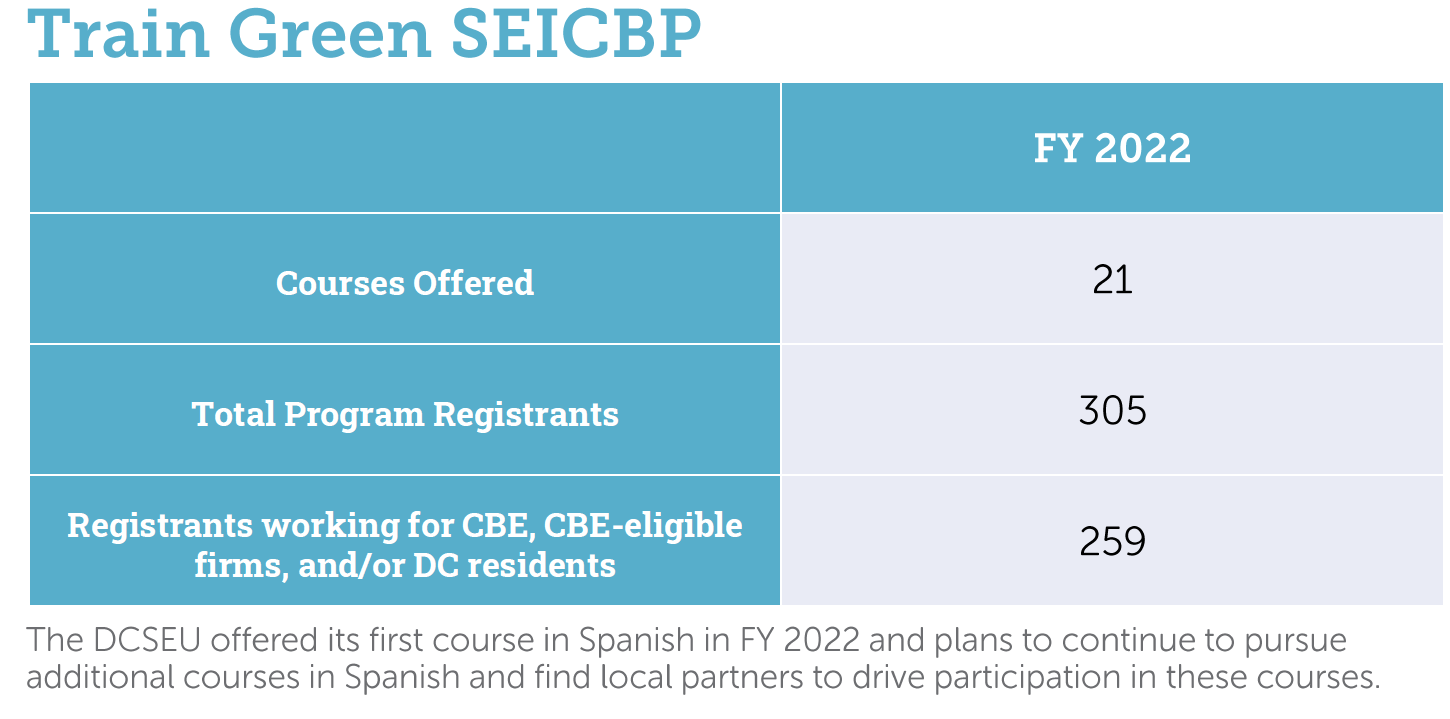 Train Green SEICBP
FY 2022
Courses Offered
21
Total Program Registrants
305
Registrants working for CBE, CBE-eligible
firms, and/or DC residents
259
The DCSEU offered its first course in Spanish in FY 2022 and plans to continue to pursue
additional courses in Spanish and find local partners to drive participation in these courses.